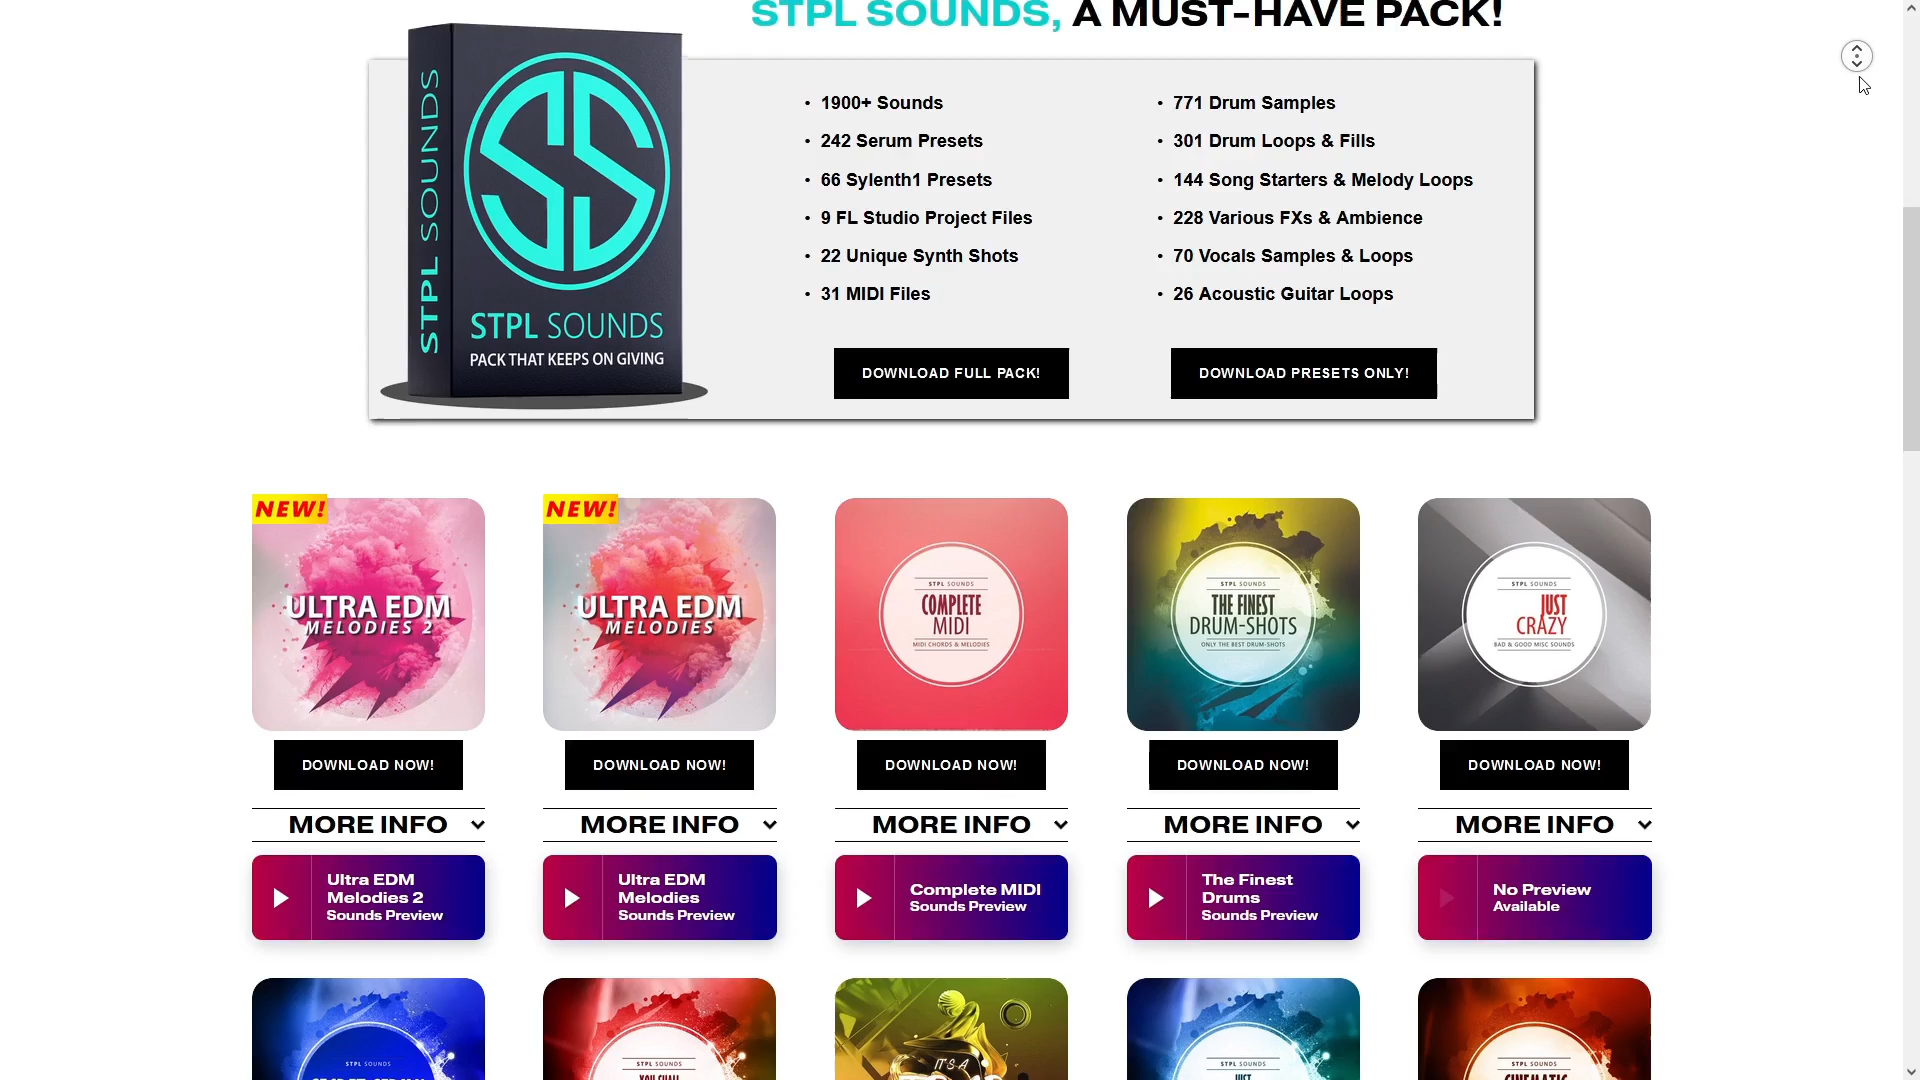 STPL SOUNDS, A MUST-HAVE PACK!
STPL SOUNDS
STPL SOUNDS
PACK THAT KEEPS ON GIVING
• 1900+ Sounds
• 242 Serum Presets
• 66 Sylenth1 Presets
• 9 FL Studio Project Files
• 22 Unique Synth Shots
• 31 MIDI Files
• 771 Drum Samples
• 301 Drum Loops & Fills
• 144 Song Starters & Melody Loops
• 228 Various FXs & Ambience
• 70 Vocals Samples & Loops
• 26 Acoustic Guitar Loops
DOWNLOAD FULL PACK!
DOWNLOAD PRESETS ONLY!
NEW!
ULTRA EDM
MELODIES 2
DOWNLOAD NOW!
MORE INFO
Ultra EDM
Melodies 2
Sounds Preview
NEW!
ULTRA EDM
MELODIES
DOWNLOAD NOW!
MORE INFO
Ultra EDM
Melodies
Sounds Preview
STPL SOUNDS
COMPLETE
MIDI
MIDI CHORDS & MELODIES
DOWNLOAD NOW!
MORE INFO
Complete MIDI
Sounds Preview
STPL SOUNDS
THE FINEST
DRUM-SHOTS
ONLY THE BEST DRUM-SHOTS
DOWNLOAD NOW!
MORE INFO
The Finest
Drums
Sounds Preview
STPL SOUNDS
JUST
CRAZY
BAD & GOOD MISC SOUNDS
DOWNLOAD NOW!
MORE INFO
No Preview
Available
STPL SOUNDS
STPL SOUNDS
YOU SHALL
IT'S A
STPL SOUNDS
JUST
STPL SOUNDS
CINEMATIC